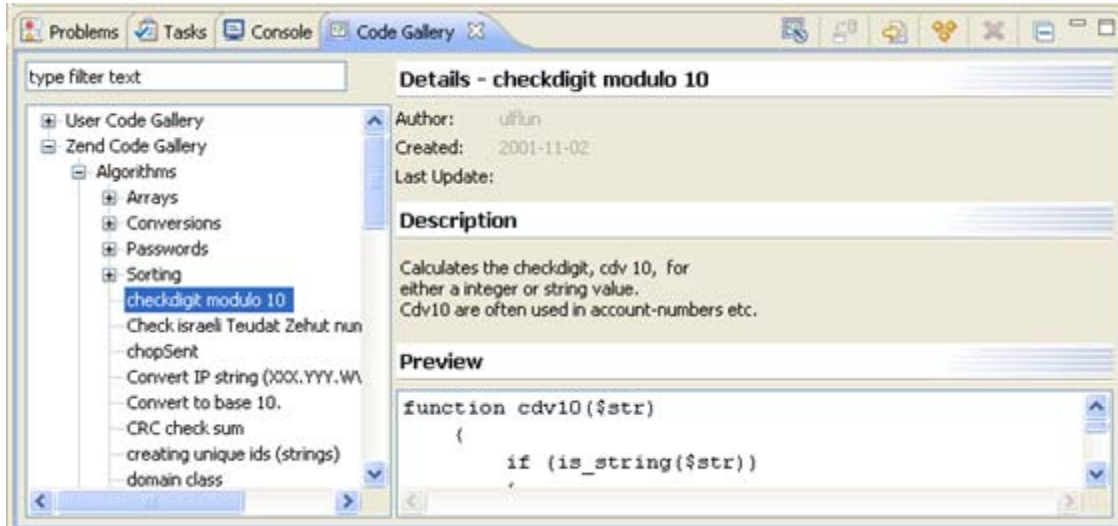 Problems Tasks Console Code Gallery
type filter text
User Code Gallery
Zend Code Gallery
Algorithms
Arrays
Conversions
Passwords
Sorting
checkdigit modulo 10
Check israeli Teudat Zehut num
chopSent
Convert IP string (XXX.YYY.WV
Convert to base 10.
CRC check sum
creating unique ids (strings)
domain class
Details - checkdigit modulo 10
Author: ulflun
Created: 2001-11-02
Last Update:
Description
Calculates the checkdigit, cdv 10, for
either a integer or string value.
Cdv10 are often used in account-numbers etc.
Preview
function cdv10($str)
{
if (is_string($str))